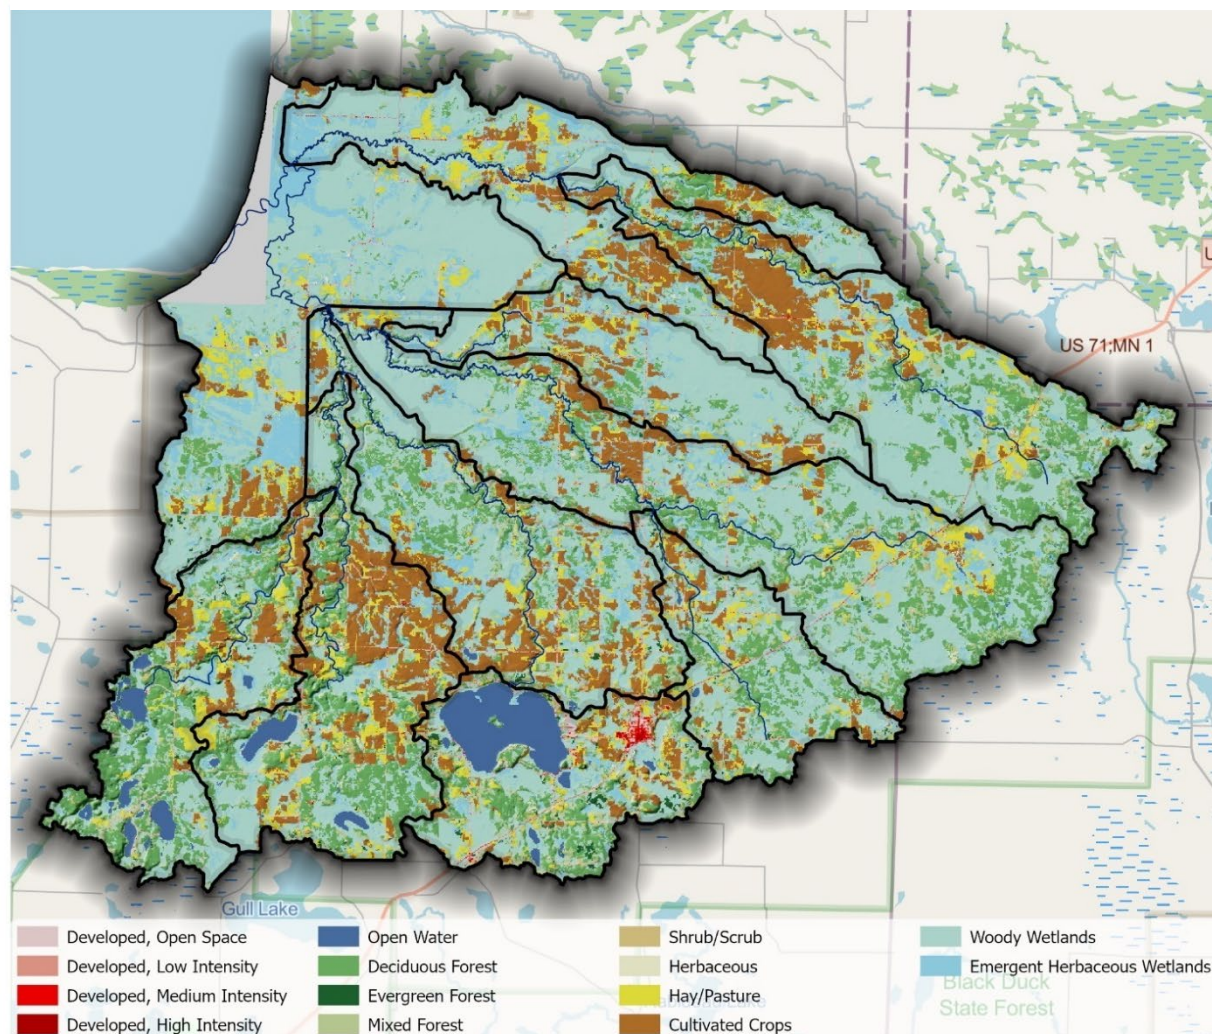 U
US 71;MN 1
Gull Lake
Developed, Open Space
Developed, Low Intensity
Developed, Medium Intensity
Developed, High Intensity
Open Water
Deciduous Forest
Evergreen Forest
Mixed Forest
Shrub/Scrub
Herbaceous
Hay/Pasture
Cultivated Crops
Woody Wetlands
Emergent Herbaceous Wetlands
Black Duck
State Forest